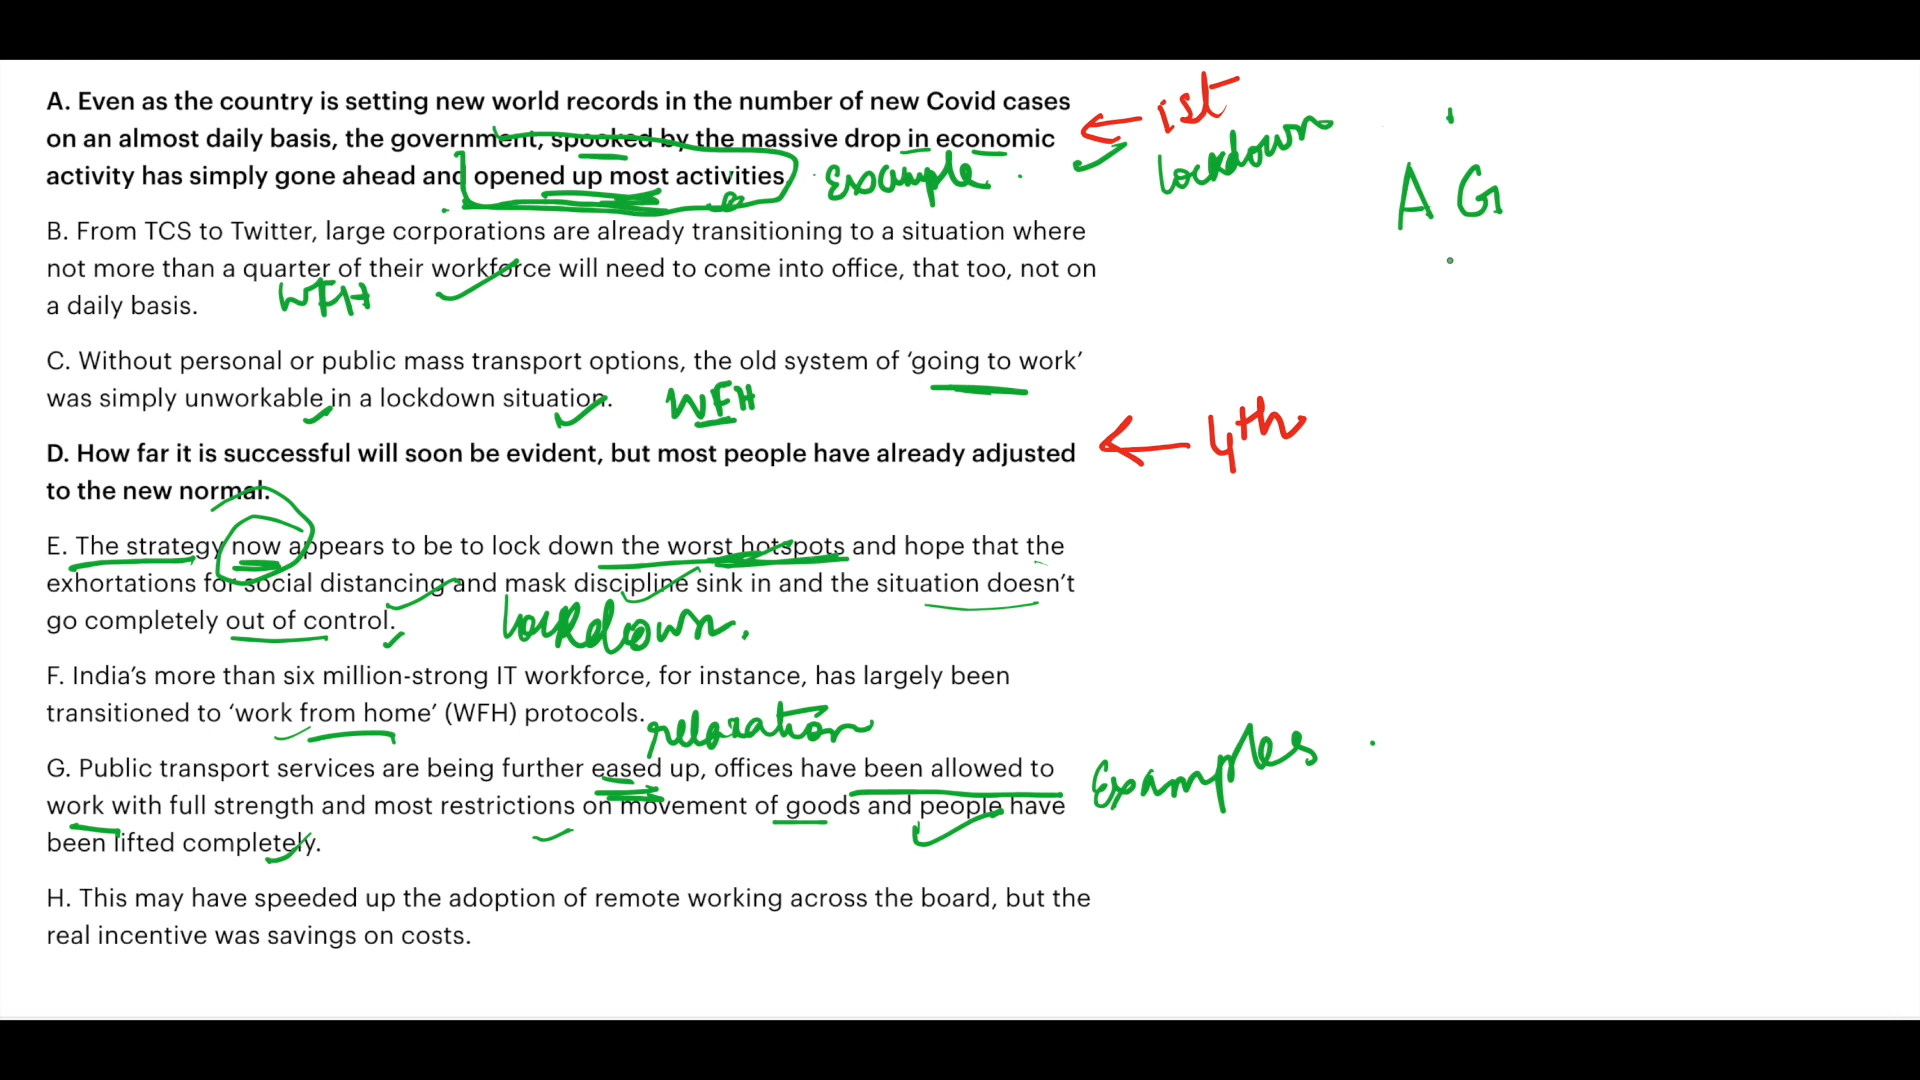 A. Even as the country is setting new world records in the number of new Covid cases
on an almost daily basis, the government, spooked by the massive drop in economic
activity has simply gone ahead and opened up most activities
Example
1st
lockdown
A G
B. From TCS to Twitter, large corporations are already transitioning to a situation where
not more than a quarter of their workforce will need to come into office, that too, not on
a daily basis.
WFH
C. Without personal or public mass transport options, the old system of ‘going to work’
was simply unworkable in a lockdown situation.
WFH
D. How far it is successful will soon be evident, but most people have already adjusted
to the new normal.
4th
E. The strategy now appears to be to lock down the worst hotspots and hope that the
exhortations for social distancing and mask discipline sink in and the situation doesn’t
go completely out of control.
lockdown.
F. India’s more than six million-strong IT workforce, for instance, has largely been
transitioned to ‘work from home’ (WFH) protocols.
relaxation
G. Public transport services are being further eased up, offices have been allowed to
work with full strength and most restrictions on movement of goods and people have
been lifted completely.
Examples
H. This may have speeded up the adoption of remote working across the board, but the
real incentive was savings on costs.